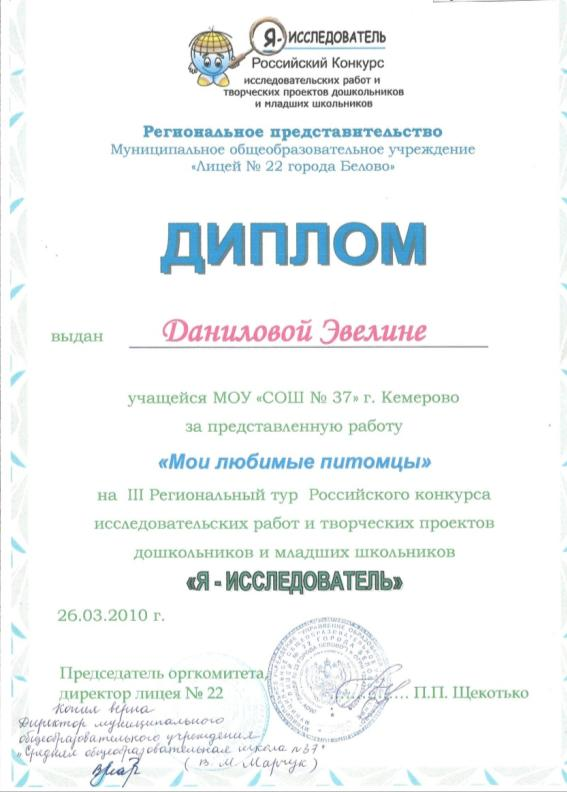 Я-ИССЛЕДОВАТЕЛЬ
Российский Конкурс
исследовательских работ и
творческих проектов дошкольников
и младших школьников
Региональное представительство
Муниципальное общеобразовательное учреждение
«Лицей № 22 города Белово»
ДИПЛОМ
выдан Даниловой Эвелине
учащейся МОУ «СОШ № 37» г. Кемерово
за представленную работу
«Мои любимые питомцы»
на III Региональный тур Российского конкурса
исследовательских работ и творческих проектов
дошкольников и младших школьников
«Я - ИССЛЕДОВАТЕЛЬ»
26.03.2010 г.
Председатель оргкомитета,
директор лицея № 22 П.П. Щекотько
Копия верна
Директор муниципального
общеобразовательного учреждения
"Средняя общеобразовательная школа №37"
(В.М. Марчук)